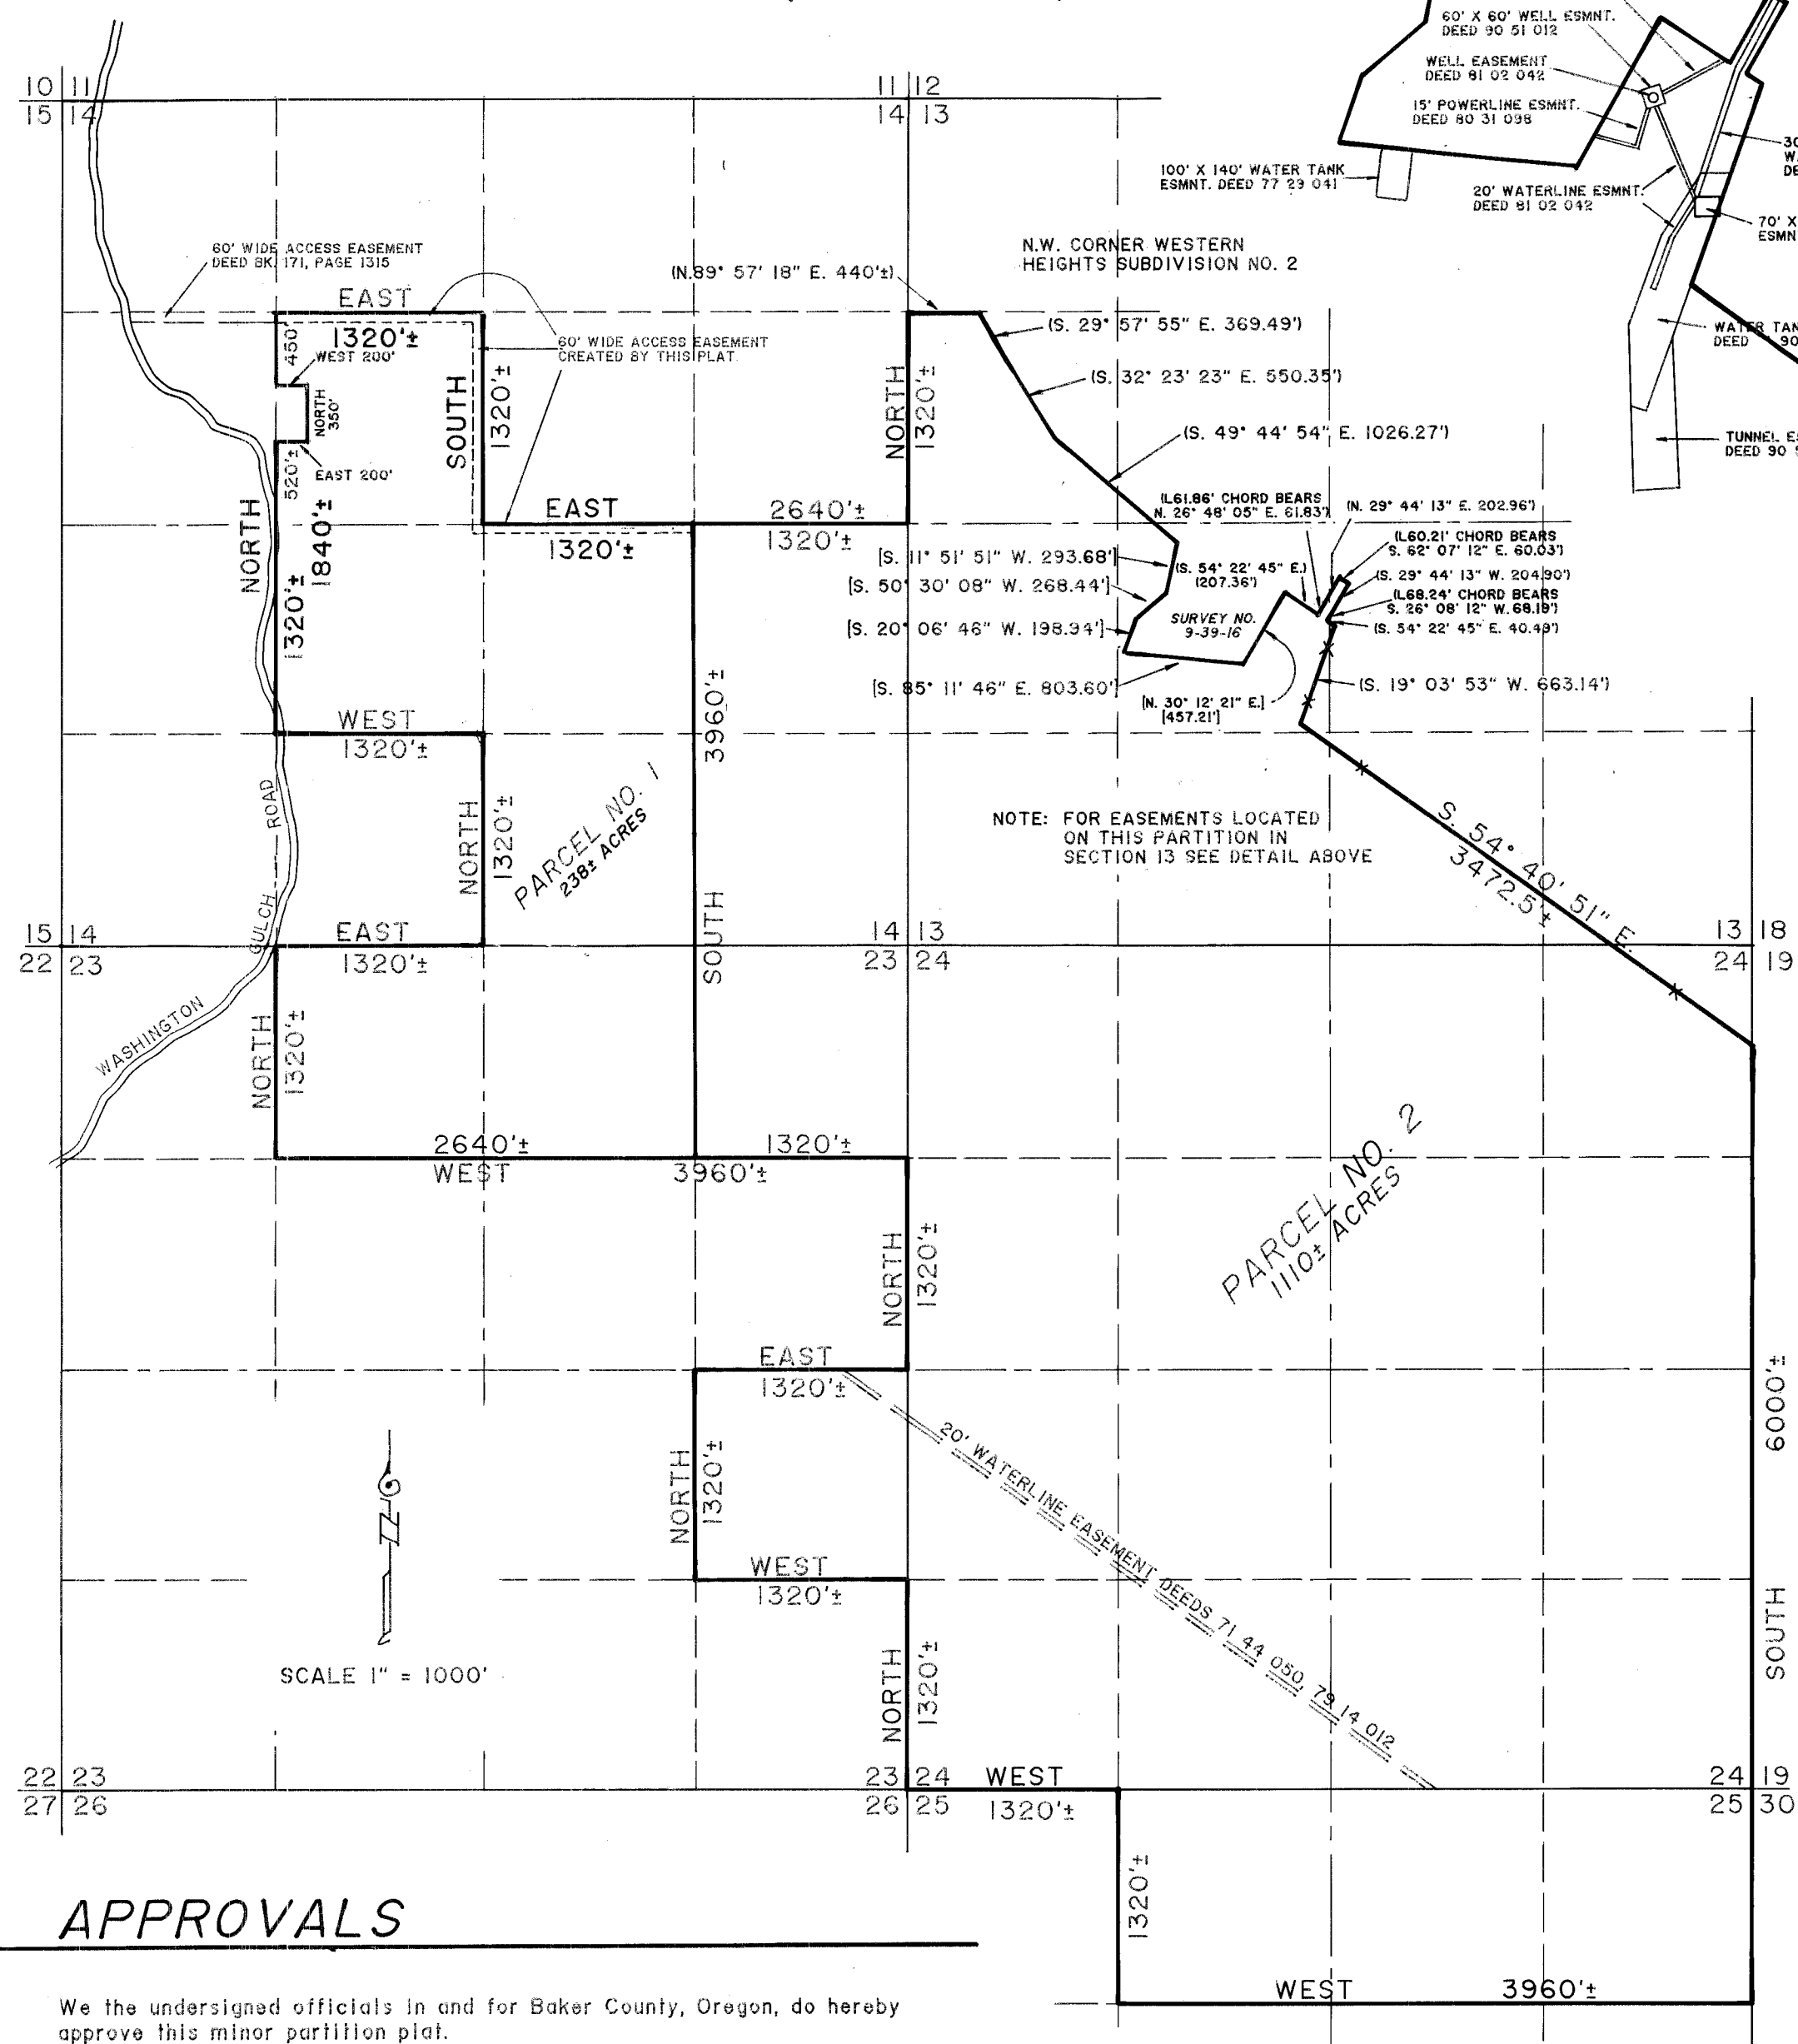 60' X 60' WELL ESMNT.
DEED 90 51 012
WELL EASEMENT
DEED 81 02 042
15' POWERLINE ESMNT.
DEED 80 31 098
100' X 140' WATER TANK
ESMNT. DEED 77 29 041
20' WATERLINE ESMNT.
DEED 81 02 042
70' X
ESMN
WATER TAN
DEED
90
TUNNEL E
DEED 90
10 11
15 14
11 12
14 13
60' WIDE ACCESS EASEMENT
DEED BK. 171, PAGE 1315
(N.89° 57' 18" E. 440'±)
N.W. CORNER WESTERN
HEIGHTS SUBDIVISION NO. 2
EAST
1320'±
450'
WEST 200'
NORTH
350'
520'±
EAST 200'
60' WIDE ACCESS EASEMENT
CREATED BY THIS PLAT.
SOUTH
1320'±
NORTH
1320'±
(S. 29° 57' 55" E. 369.49')
(S. 32° 23' 23" E. 550.35')
(S. 49° 44' 54" E. 1026.27')
NORTH
1840'±
1320'±
EAST
2640'±
1320'±
1320'±
(L61.86' CHORD BEARS
N. 26° 48' 05" E. 61.83')
(N. 29° 44' 13" E. 202.96')
(L60.21' CHORD BEARS
S. 62° 07' 12" E. 60.03')
[S. 11° 51' 51" W. 293.68']
(S. 54° 22' 45" E.)
(207.36')
(S. 29° 44' 13" W. 204.90')
[S. 50° 30' 08" W. 268.44']
(L68.24' CHORD BEARS
S. 26° 08' 12" W. 68.19')
[S. 20° 06' 46" W. 198.94']
SURVEY NO.
9-39-16
(S. 54° 22' 45" E. 40.49')
[S. 85° 11' 46" E. 803.60']
(S. 19° 03' 53" W. 663.14')
[N. 30° 12' 21" E.]
[457.21']
WEST
1320'±
3960'±
SOUTH
NORTH
1320'±
PARCEL NO. 1
238± ACRES
NOTE: FOR EASEMENTS LOCATED
ON THIS PARTITION IN
SECTION 13 SEE DETAIL ABOVE
S. 54° 40' 51" E.
3472.5'±
WASHINGTON
GULCH
ROAD
15 14
22 23
EAST
1320'±
14 13
23 24
13 18
24 19
NORTH
1320'±
2640'±
WEST
1320'±
3960'±
PARCEL NO. 2
1110± ACRES
NORTH
1320'±
EAST
1320'±
6000'±
SOUTH
NORTH
1320'±
20' WATERLINE EASEMENT DEEDS 71 44 050, 79 14 012
WEST
1320'±
SCALE 1" = 1000'
N
NORTH
1320'±
22 23
27 26
23 24
26 25
WEST
1320'±
24 19
25 30
1320'±
WEST 3960'±
APPROVALS
We the undersigned officials in and for Baker County, Oregon, do hereby
approve this minor partition plat.